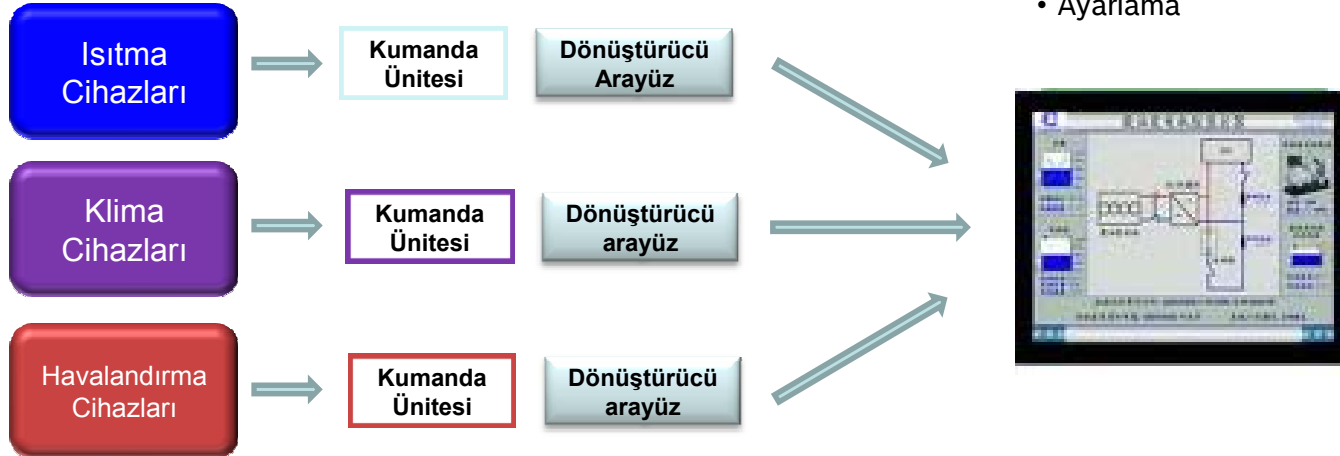 • Ayarlama
Isıtma
Cihazları
Kumanda
Ünitesi
Dönüştürücü
Arayüz
Klima
Cihazları
Kumanda
Ünitesi
Dönüştürücü
arayüz
Havalandırma
Cihazları
Kumanda
Ünitesi
Dönüştürücü
arayüz